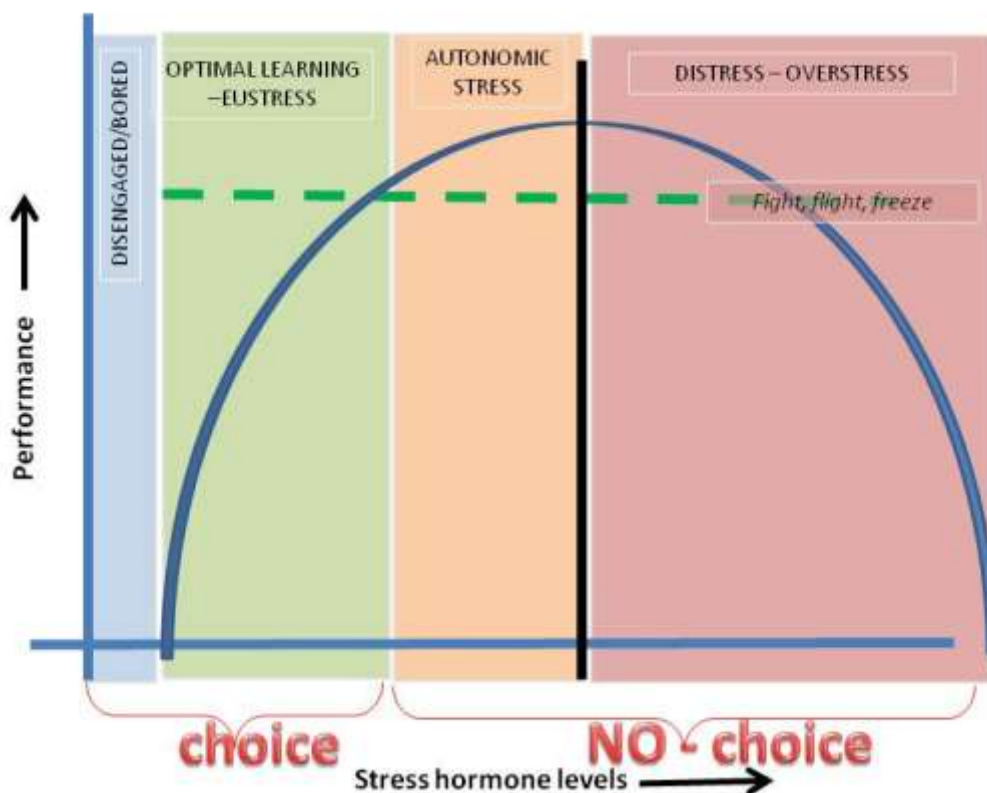 DISENGAGED/BORED
OPTIMAL LEARNING
–EUSTRESS
AUTONOMIC
STRESS
DISTRESS – OVERSTRESS
Fight, flight, freeze
Performance
choice
NO - choice
Stress hormone levels